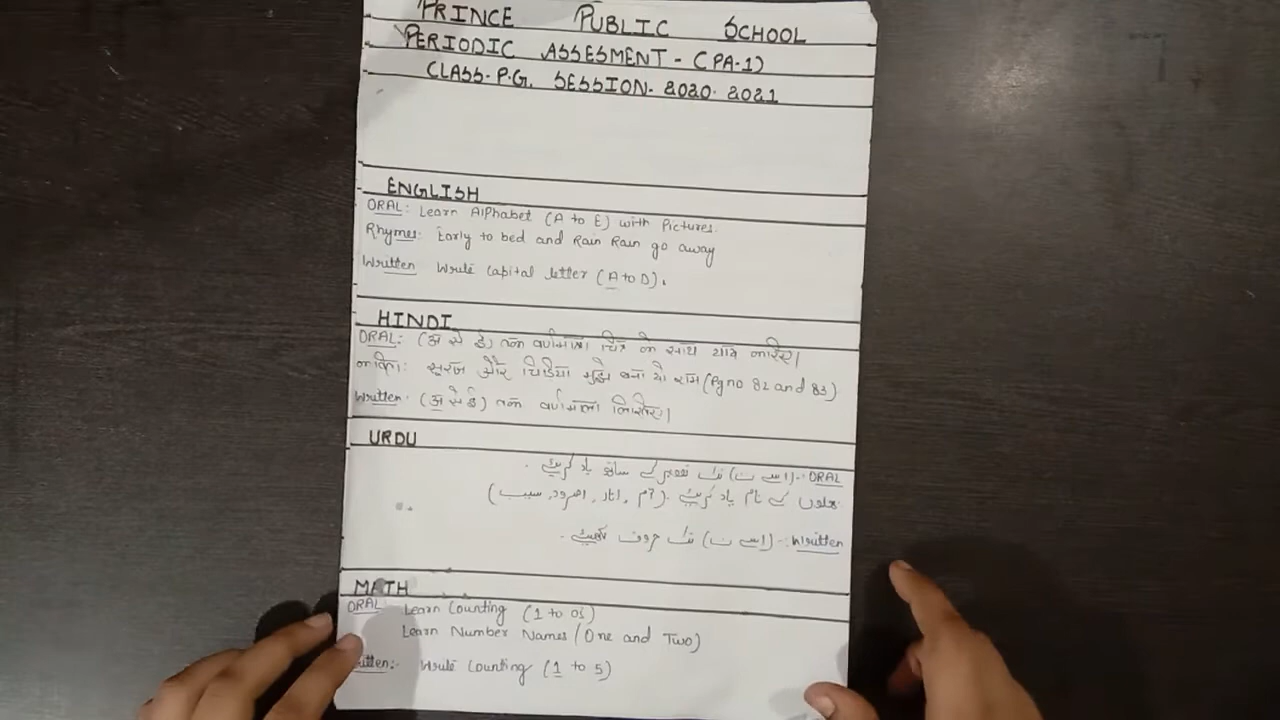 PRINCE PUBLIC SCHOOL
PERIODIC ASSESMENT - (PA-1)
CLASS-P.G. SESSION- 2020-2021
ENGLISH
ORAL: Learn Alphabet (A to E) with Pictures.
Rhymes: Early to bed and Rain Rain go away
Written Write Capital letter (A to D).
HINDI
ORAL: (अ से ई) तक वर्णमाला चित्र के साथ याद करिए।
कविता: सूरज और चिड़िया मुझे बना दो राम (Pg no 82 and 83)
Written: (अ से ई) तक वर्णमाला लिखिए।
URDU
ORAL:- (ا سے ت) تک تصویر کے ساتھ یاد کریئے۔
پھلوں کے نام یاد کریئے۔ (آم، انار، امرود، سیب)
Written:- (ا سے ت) تک حروف لکھیئے۔
MATH
ORAL Learn Counting (1 to 05)
Learn Number Names (One and Two)
Write Counting (1 to 5)